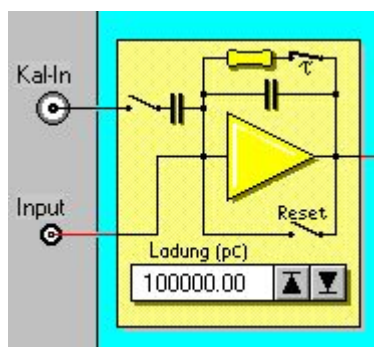 Kal-In
τ
Input
Reset
Ladung (pC)
100000.00